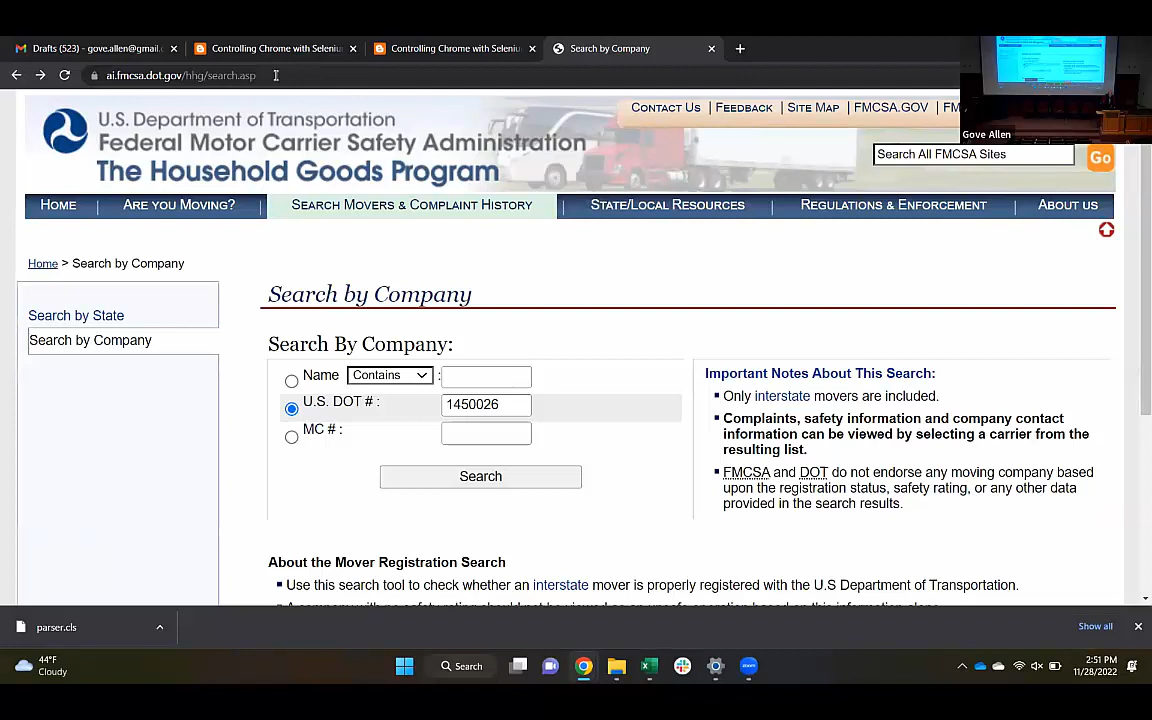 Drafts (523) - gove.allen@gmail.
Controlling Chrome with Seleniu
Controlling Chrome with Seleniu
Search by Company
ai.fmcsa.dot.gov/hhg/search.asp
Gove Allen
U.S. Department of Transportation
Federal Motor Carrier Safety Administration
The Household Goods Program
CONTACT US | FEEDBACK | SITE MAP | FMCSA.GOV | FM
Search All FMCSA Sites
Go
HOME | ARE YOU MOVING? | SEARCH MOVERS & COMPLAINT HISTORY | STATE/LOCAL RESOURCES | REGULATIONS & ENFORCEMENT | ABOUT US
Home > Search by Company
Search by State
Search by Company
Search by Company
Search By Company:
Name Contains :
U.S. DOT # : 1450026
MC # :
Search
Important Notes About This Search:
Only interstate movers are included.
Complaints, safety information and company contact
information can be viewed by selecting a carrier from the
resulting list.
FMCSA and DOT do not endorse any moving company based
upon the registration status, safety rating, or any other data
provided in the search results.
About the Mover Registration Search
Use this search tool to check whether an interstate mover is properly registered with the U.S Department of Transportation.
parser.cls
Show all
44°F
Cloudy
Search
2:51 PM
11/28/2022